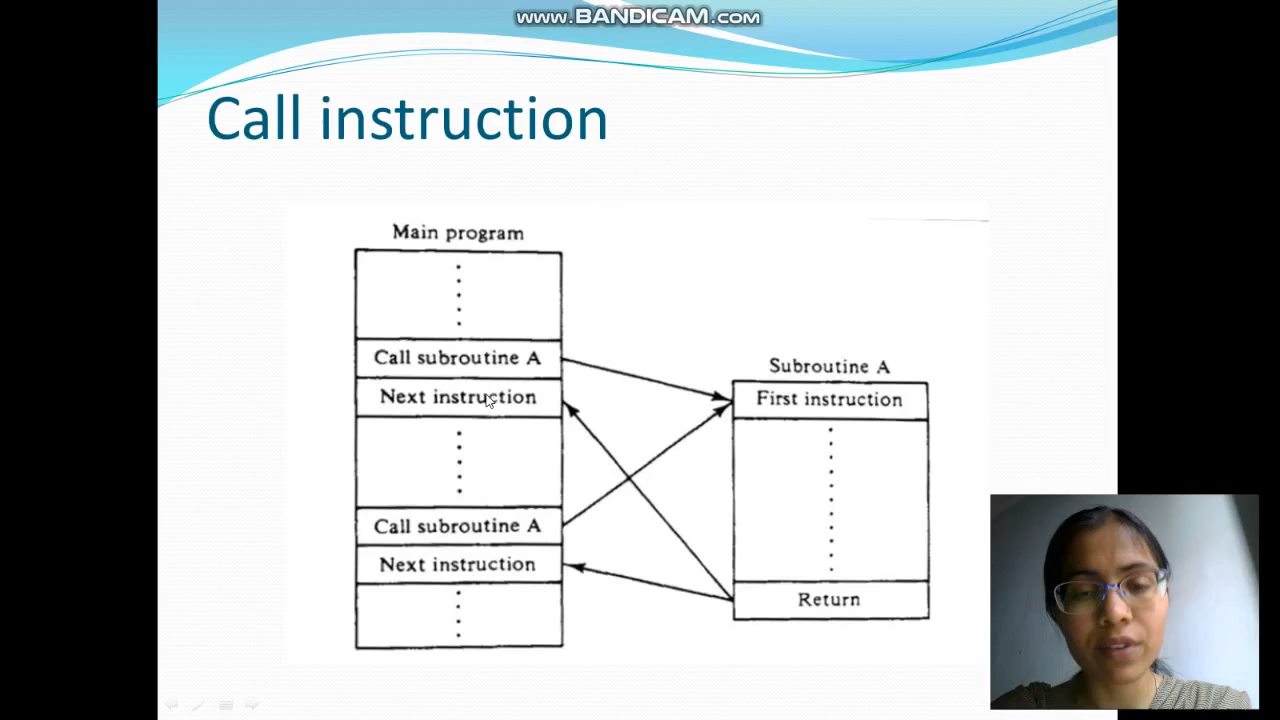 www.BANDICAM.com
Call instruction
Main program
Call subroutine A
Next instruction
Call subroutine A
Next instruction
Subroutine A
First instruction
Return